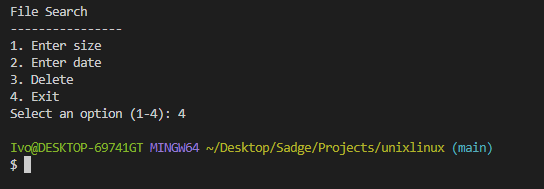 File Search
----------------
1. Enter size
2. Enter date
3. Delete
4. Exit
Select an option (1-4): 4
Ivo@DESKTOP-69741GT MINGW64 ~/Desktop/Sadge/Projects/unixlinux (main)
$